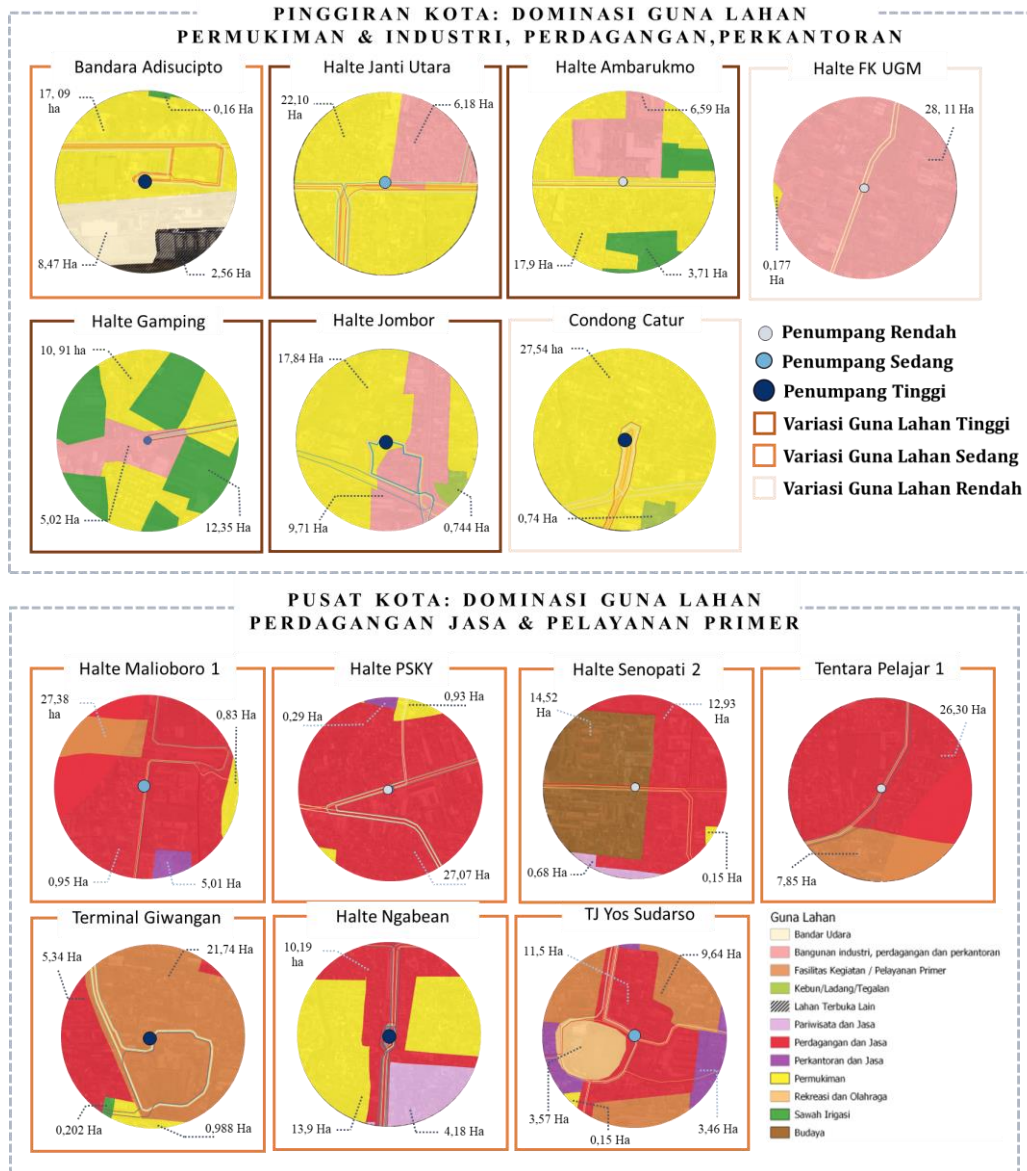 PINGGIRAN KOTA: DOMINASI GUNA LAHAN
PERMUKIMAN & INDUSTRI, PERDAGANGAN,PERKANTORAN
Bandara Adisucipto
17, 09
ha
0,16 Ha
8,47 Ha
2,56 Ha
Halte Janti Utara
22,10
Ha
6,18 Ha
Halte Ambarukmo
6,59 Ha
17,9 Ha
3,71 Ha
Halte FK UGM
28, 11 Ha
0,177
Ha
Halte Gamping
10, 91 ha
5,02 Ha
12,35 Ha
Halte Jombor
17,84 Ha
9,71 Ha
0,744 Ha
Condong Catur
27,54 ha
0,74 Ha
Penumpang Rendah
Penumpang Sedang
Penumpang Tinggi
Variasi Guna Lahan Tinggi
Variasi Guna Lahan Sedang
Variasi Guna Lahan Rendah
PUSAT KOTA: DOMINASI GUNA LAHAN
PERDAGANGAN JASA & PELAYANAN PRIMER
Halte Malioboro 1
27,38
ha
0,83 Ha
0,95 Ha
5,01 Ha
Halte PSKY
0,93 Ha
0,29 Ha
27,07 Ha
Halte Senopati 2
14,52
Ha
12,93
Ha
0,68 Ha
0,15 Ha
Tentara Pelajar 1
26,30 Ha
7,85 Ha
Terminal Giwangan
5,34 Ha
21,74 Ha
0,202 Ha
0,988 Ha
Halte Ngabean
10,19
ha
13,9 Ha
4,18 Ha
TJ Yos Sudarso
11,5 Ha
9,64 Ha
3,57 Ha
0,15 Ha
3,46 Ha
Guna Lahan
Bandar Udara
Bangunan industri, perdagangan dan perkantoran
Fasilitas Kegiatan / Pelayanan Primer
Kebun/Ladang/Tegalan
Lahan Terbuka Lain
Pariwisata dan Jasa
Perdagangan dan Jasa
Perkantoran dan Jasa
Permukiman
Rekreasi dan Olahraga
Sawah Irigasi
Budaya